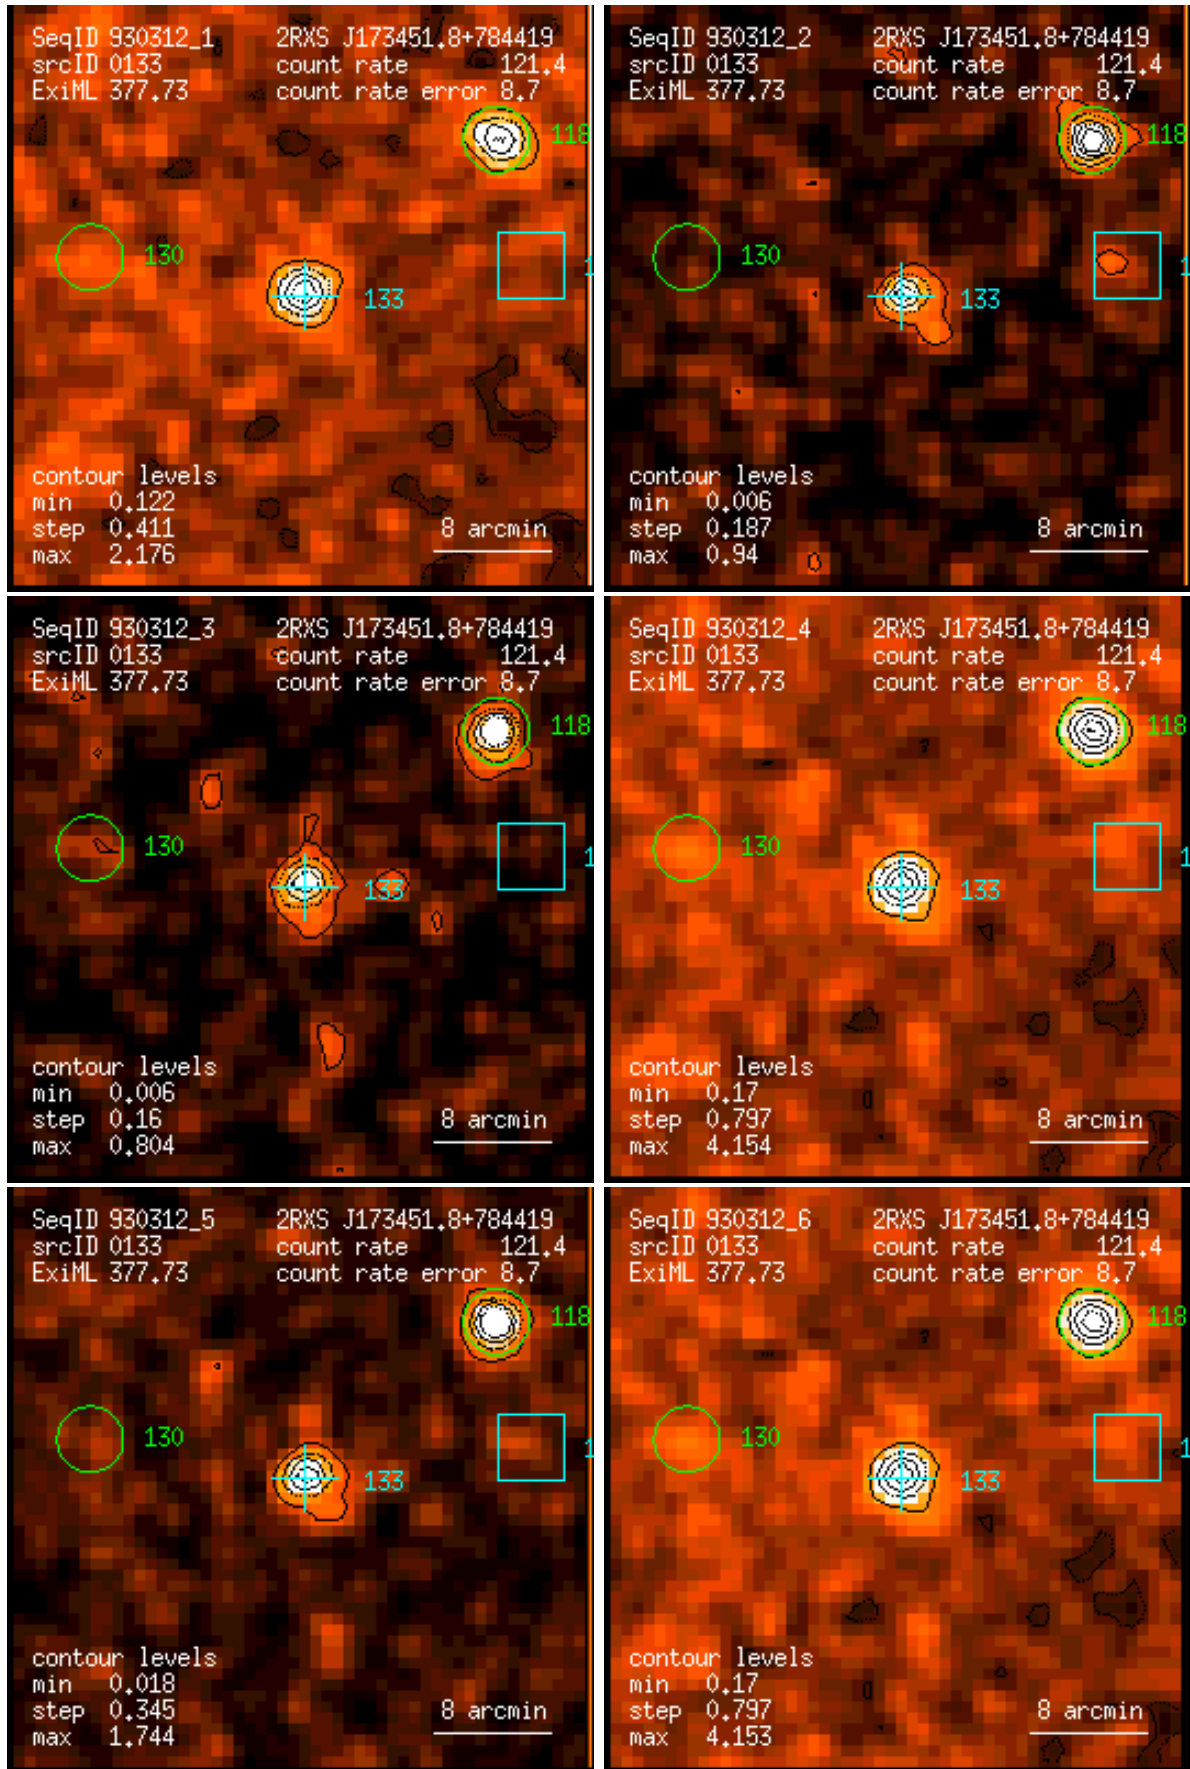 SeqID 930312_1 2RXS J173451.8+784419
srcID 0133 count rate 121.4
ExiML 377.73 count rate error 8.7
118
130
133
1
contour levels
min 0.122
step 0.411
max 2.176
8 arcmin
SeqID 930312_2 2RXS J173451.8+784419
srcID 0133 count rate 121.4
ExiML 377.73 count rate error 8.7
118
130
1
133
contour levels
min 0.006
step 0.187
max 0.94
8 arcmin
SeqID 930312_3 2RXS J173451.8+784419
srcID 0133 count rate 121.4
ExiML 377.73 count rate error 8.7
118
130
1
133
contour levels
min 0.006
step 0.16
max 0.804
8 arcmin
SeqID 930312_4 2RXS J173451.8+784419
srcID 0133 count rate 121.4
ExiML 377.73 count rate error 8.7
118
130
1
133
contour levels
min 0.17
step 0.797
max 4.154
8 arcmin
SeqID 930312_5 2RXS J173451.8+784419
srcID 0133 count rate 121.4
ExiML 377.73 count rate error 8.7
118
130
1
133
contour levels
min 0.018
step 0.345
max 1.744
8 arcmin
SeqID 930312_6 2RXS J173451.8+784419
srcID 0133 count rate 121.4
ExiML 377.73 count rate error 8.7
118
130
1
133
contour levels
min 0.17
step 0.797
max 4.153
8 arcmin